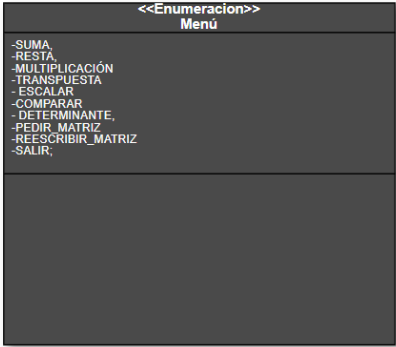 <<Enumeracion>>
Menú
-SUMA,
-RESTA,
-MULTIPLICACIÓN
-TRANSPUESTA
- ESCALAR
-COMPARAR
- DETERMINANTE,
-PEDIR_MATRIZ
-REESCRIBIR_MATRIZ
-SALIR;